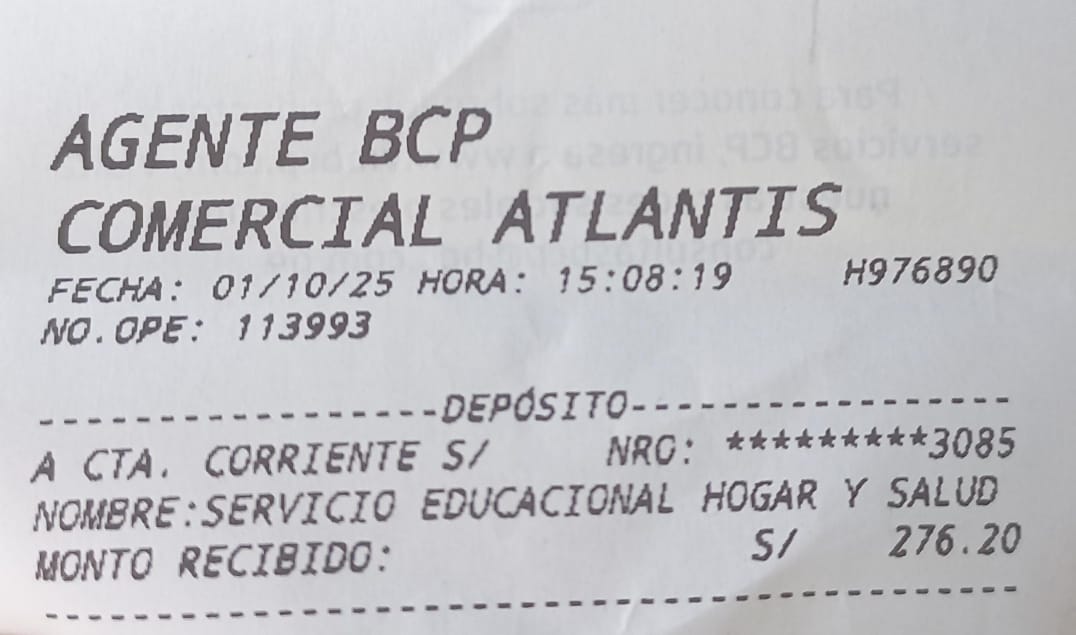 AGENTE BCP
COMERCIAL ATLANTIS
FECHA: 01/10/25 HORA: 15:08:19 H976890
NO.OPE: 113993
----------------DEPÓSITO----------------
A CTA. CORRIENTE S/ NRO: *********3085
NOMBRE:SERVICIO EDUCACIONAL HOGAR Y SALUD
MONTO RECIBIDO: S/ 276.20